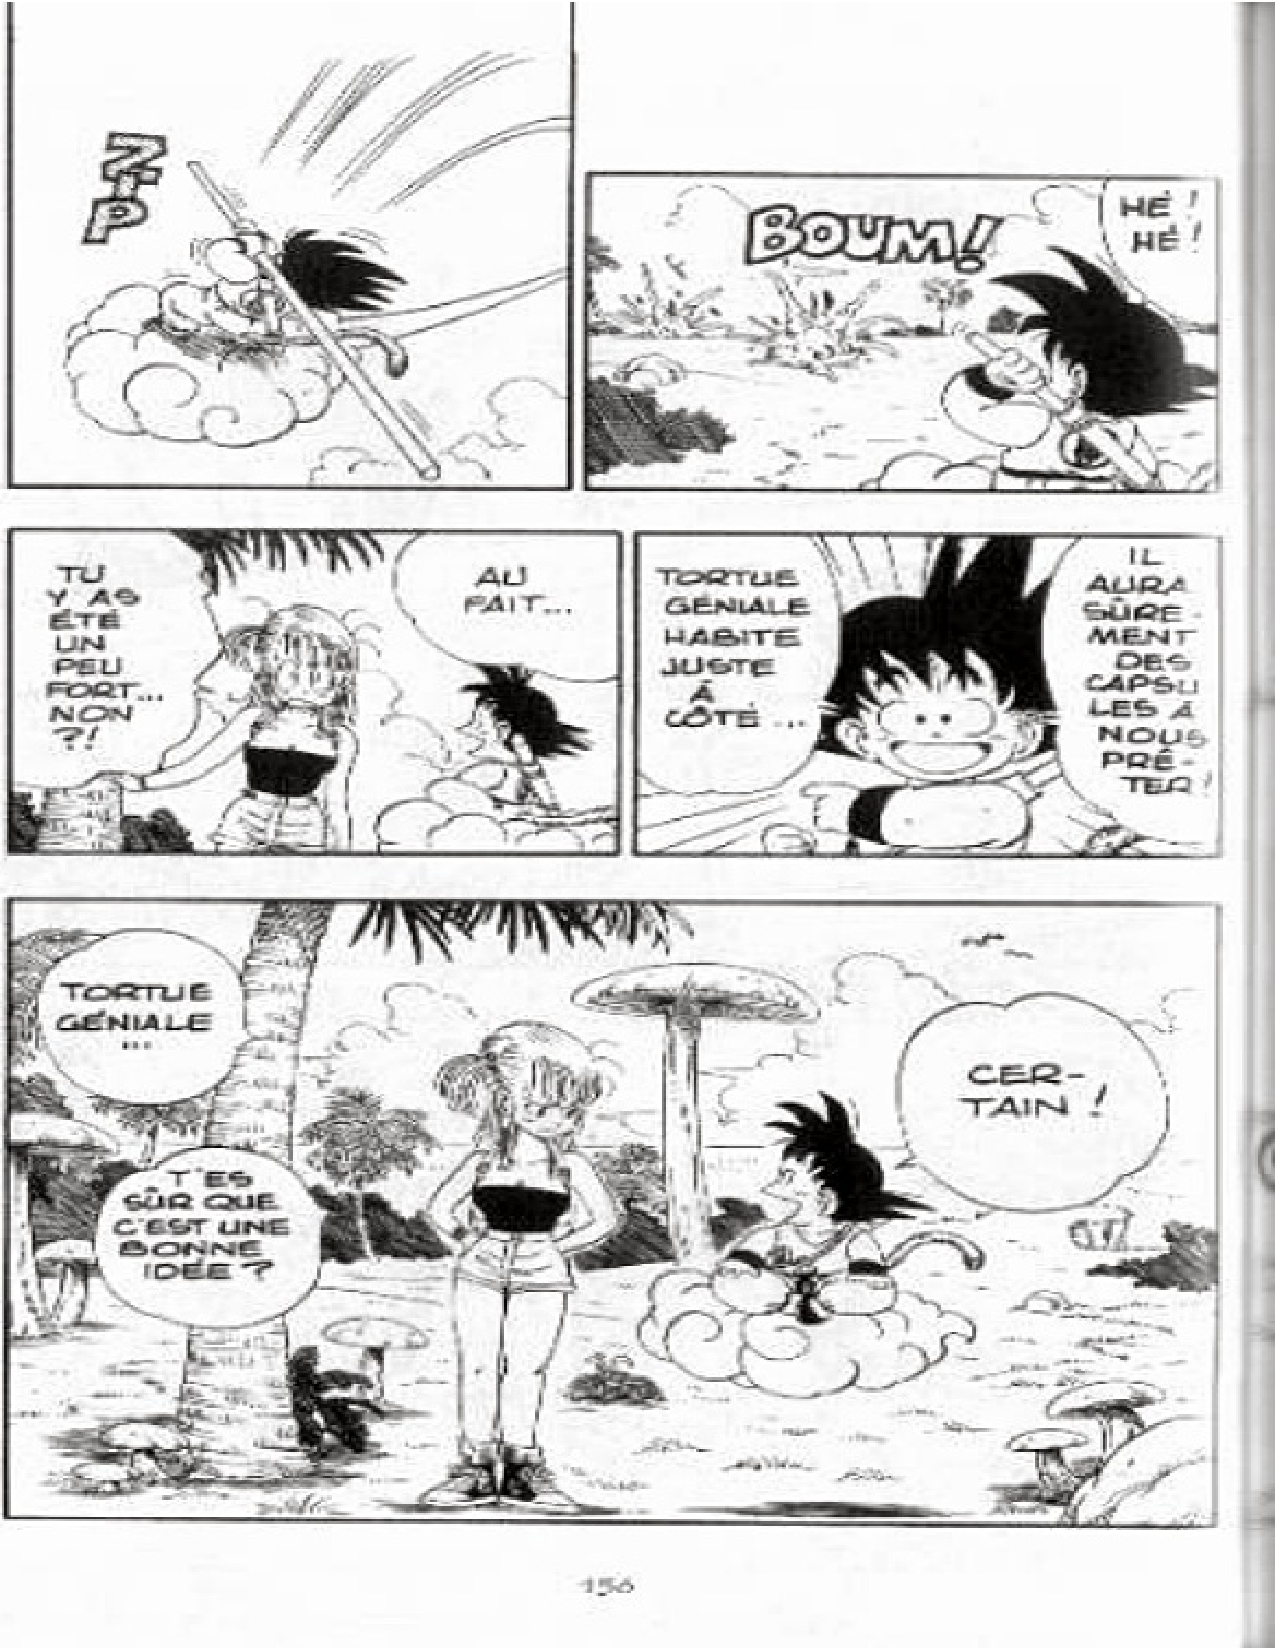 ZIP
BOUM!
HÉ !
HÉ !
TU
Y AS
ÉTÉ
UN
PEU
FORT...
NON
?!
AU
FAIT...
TORTUE
GÉNIALE
HABITE
JUSTE
À
CÔTÉ ...
IL
AURA
SÛRE-
MENT
DES
CAPSU
LES À
NOUS
PRÊ-
TER !
TORTUE
GÉNIALE
...
T'ES
SÛR QUE
C'EST UNE
BONNE
IDÉE ?
CER-
TAIN !
156